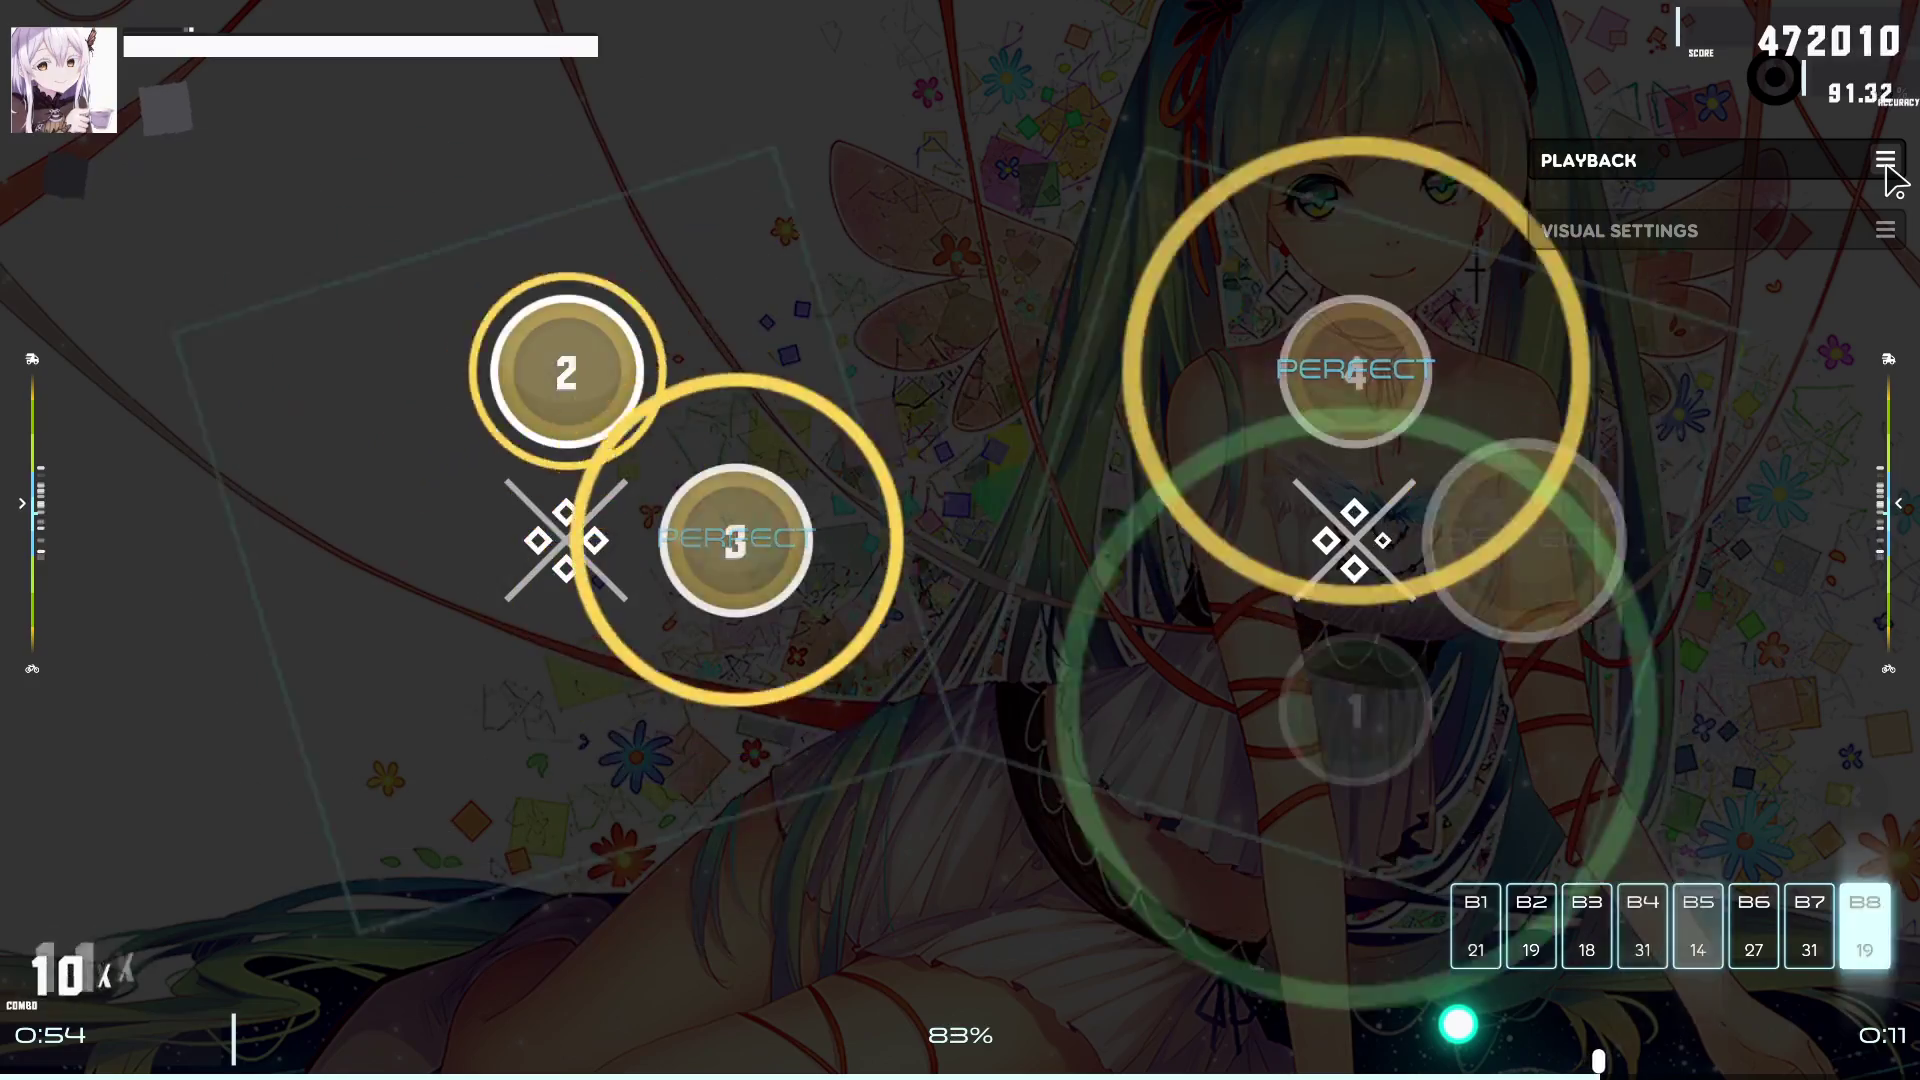 SCORE
472010
91.32%
ACCURACY
PLAYBACK
VISUAL SETTINGS
2
PERFECT
4
PERFECT
3
1
B1 B2 B3 B4 B5 B6 B7 B8
21 19 18 31 14 27 31 19
10x
COMBO
0:54
83%
0:11